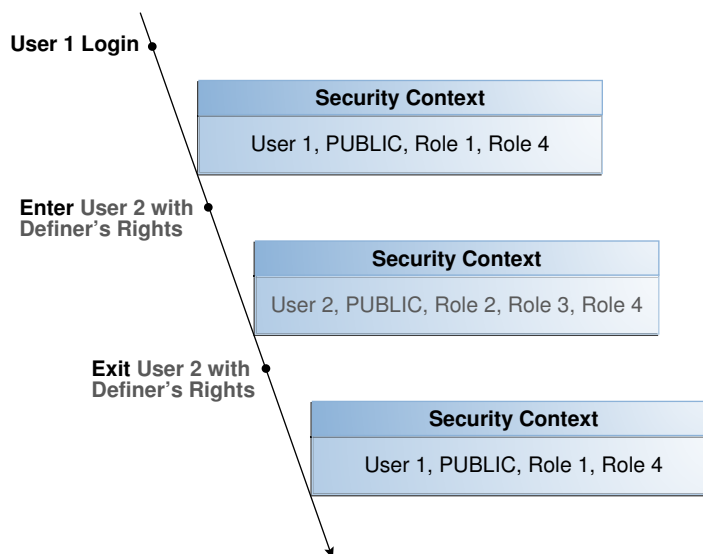 User 1 Login
Security Context
User 1, PUBLIC, Role 1, Role 4
Enter User 2 with
Definer's Rights
Security Context
User 2, PUBLIC, Role 2, Role 3, Role 4
Exit User 2 with
Definer's Rights
Security Context
User 1, PUBLIC, Role 1, Role 4